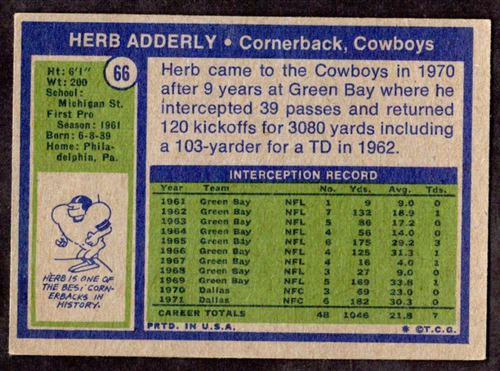 HERB ADDERLY • Cornerback, Cowboys
66
Ht: 6'1"
Wt: 200
School:
Michigan St.
First Pro
Season: 1961
Born: 6-8-39
Home: Phila-
delphia, Pa.
Herb came to the Cowboys in 1970
after 9 years at Green Bay where he
intercepted 39 passes and returned
120 kickoffs for 3080 yards including
a 103-yarder for a TD in 1962.
HERB IS ONE OF
THE BEST COR-
NERBACKS IN
HISTORY.
INTERCEPTION RECORD
Year Team No. Yds. Avg. Tds.
1961 Green Bay NFL 1 9 9.0 0
1962 Green Bay NFL 7 132 18.9 1
1963 Green Bay NFL 5 86 17.2 0
1964 Green Bay NFL 4 56 14.0 0
1965 Green Bay NFL 6 175 29.2 3
1966 Green Bay NFL 4 125 31.3 1
1967 Green Bay NFL 4 16 4.0 1
1968 Green Bay NFL 3 27 9.0 0
1969 Green Bay NFL 5 169 33.8 1
1970 Dallas NFC 3 69 23.0 0
1971 Dallas NFC 6 182 30.3 0
CAREER TOTALS 48 1046 21.8 7
PRTD. IN U.S.A. * ©T.C.G.